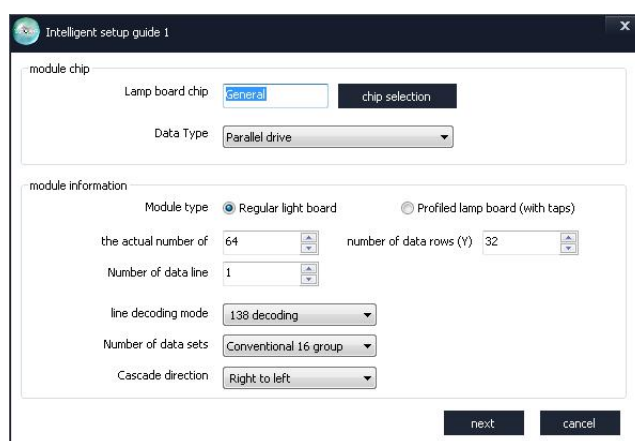 Intelligent setup guide 1 x
module chip
Lamp board chip General chip selection
Data Type Parallel drive
module information
Module type Regular light board Profiled lamp board (with taps)
the actual number of 64 number of data rows (Y) 32
Number of data line 1
line decoding mode 138 decoding
Number of data sets Conventional 16 group
Cascade direction Right to left
next cancel